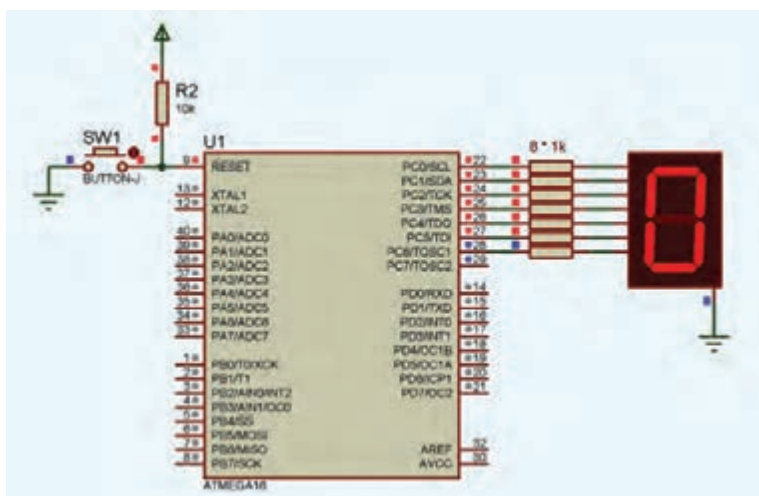 R2
10k
SW1
BUTTON-J
U1
9 RESET
13 XTAL1
12 XTAL2
40 PA0/ADC0
39 PA1/ADC1
38 PA2/ADC2
37 PA3/ADC3
36 PA4/ADC4
35 PA5/ADC5
34 PA6/ADC6
33 PA7/ADC7
1 PB0/T0/XCK
2 PB1/T1
3 PB2/AIN0/INT2
4 PB3/AIN1/OC0
5 PB4/SS
6 PB5/MOSI
7 PB6/MISO
8 PB7/SCK
PC0/SCL 22
PC1/SDA 23
PC2/TCK 24
PC3/TMS 25
PC4/TDO 26
PC5/TDI 27
PC6/TOSC1 28
PC7/TOSC2 29
PD0/RXD 14
PD1/TXD 15
PD2/INT0 16
PD3/INT1 17
PD4/OC1B 18
PD5/OC1A 19
PD6/ICP1 20
PD7/OC2 21
AREF 32
AVCC 30
ATMEGA16
8 * 1k
0